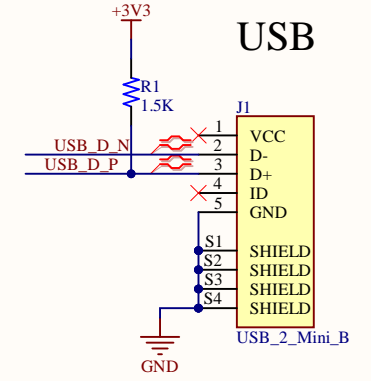 +3V3
USB
R1
1.5K
J1
1 VCC
USB_D_N 2 D-
USB_D_P 3 D+
4 ID
5 GND
S1 SHIELD
S2 SHIELD
S3 SHIELD
S4 SHIELD
USB_2_Mini_B
GND